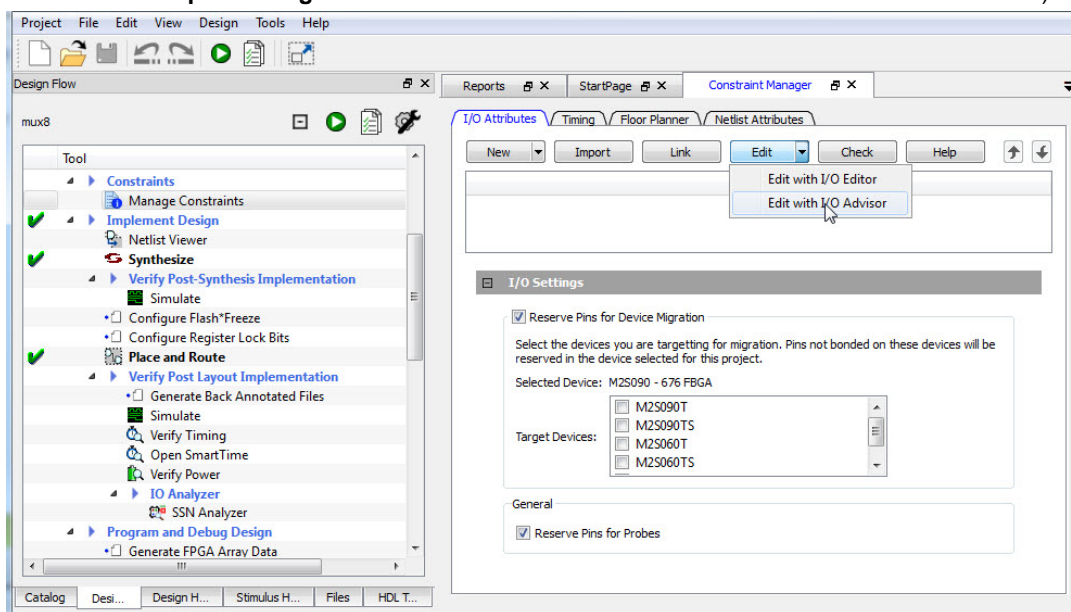 Project File Edit View Design Tools Help
Design Flow
mux8
Tool
Constraints
Manage Constraints
Implement Design
Netlist Viewer
Synthesize
Verify Post-Synthesis Implementation
Simulate
Configure Flash*Freeze
Configure Register Lock Bits
Place and Route
Verify Post Layout Implementation
Generate Back Annotated Files
Simulate
Verify Timing
Open SmartTime
Verify Power
IO Analyzer
SSN Analyzer
Program and Debug Design
Generate FPGA Array Data
Catalog Desi... Design H... Stimulus H... Files HDL T...
Reports StartPage Constraint Manager
I/O Attributes Timing Floor Planner Netlist Attributes
New Import Link Edit Check Help
Edit with I/O Editor
Edit with I/O Advisor
I/O Settings
Reserve Pins for Device Migration
Select the devices you are targetting for migration. Pins not bonded on these devices will be
reserved in the device selected for this project.
Selected Device: M2S090 - 676 FBGA
Target Devices:
M2S090T
M2S090TS
M2S060T
M2S060TS
General
Reserve Pins for Probes